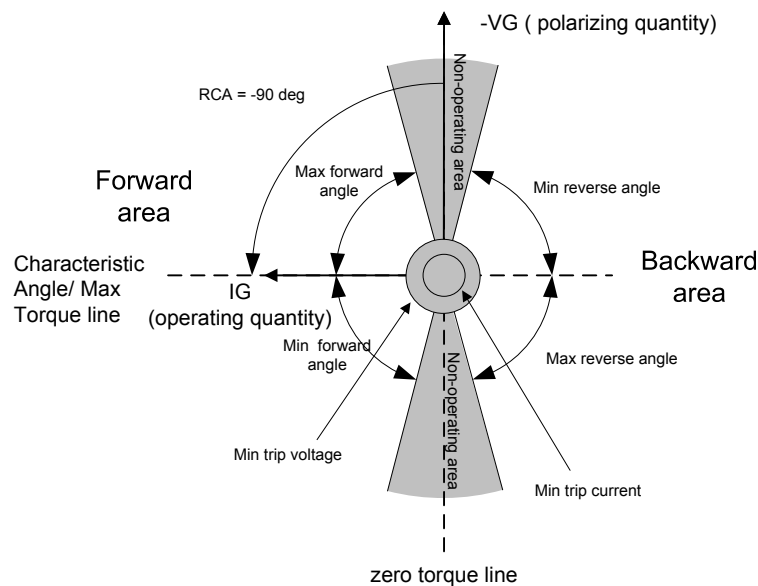 -VG ( polarizing quantity)
RCA = -90 deg
Non-operating area
Max forward
angle
Min reverse angle
Forward
area
Backward
area
Characteristic
Angle/ Max
Torque line
IG
(operating quantity)
Min  forward
angle
Max reverse angle
Non-operating area
Min trip voltage
Min trip current
zero torque line